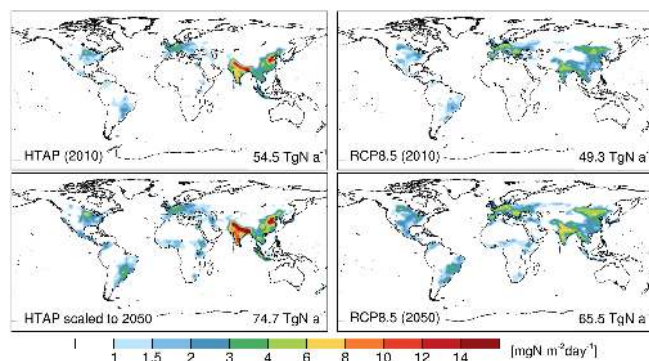 HTAP (2010) 54.5 TgN a⁻¹
RCP8.5 (2010) 49.3 TgN a⁻¹
HTAP scaled to 2050 74.7 TgN a
RCP8.5 (2050) 65.5 TgN a
1 1.5 2 3 4 6 8 10 12 14 [mgN m⁻²day⁻¹]